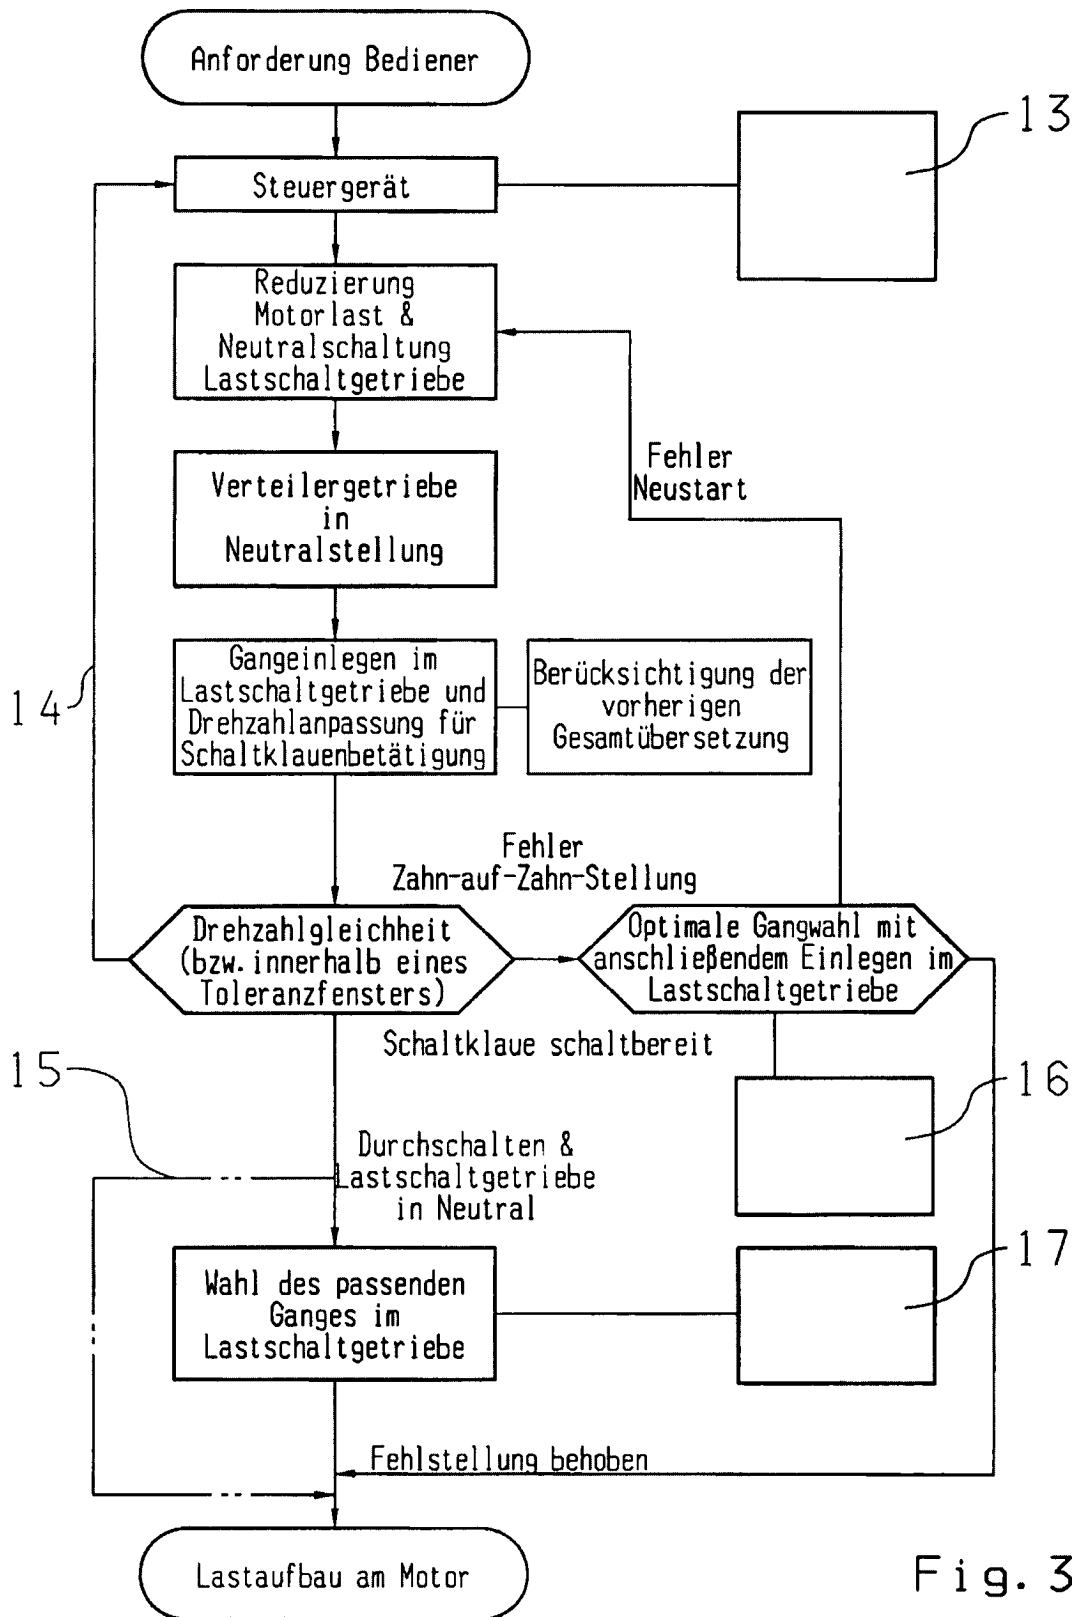 Anforderung Bediener
13
Steuergerät
Reduzierung
Motorlast &
Neutralschaltung
Lastschaltgetriebe
Fehler
Neustart
Verteilergetriebe
in
Neutralstellung
14
Gangeinlegen im
Lastschaltgetriebe und
Drehzahlanpassung für
Schaltklauenbetätigung
Berücksichtigung der
vorherigen
Gesamtübersetzung
Fehler
Zahn-auf-Zahn-Stellung
Drehzahlgleichheit
(bzw. innerhalb eines
Toleranzfensters)
Optimale Gangwahl mit
anschließendem Einlegen im
Lastschaltgetriebe
Schaltklaue schaltbereit
15
16
Durchschalten &
Lastschaltgetriebe
in Neutral
17
Wahl des passenden
Ganges im
Lastschaltgetriebe
Fehlstellung behoben
Lastaufbau am Motor
Fig. 3